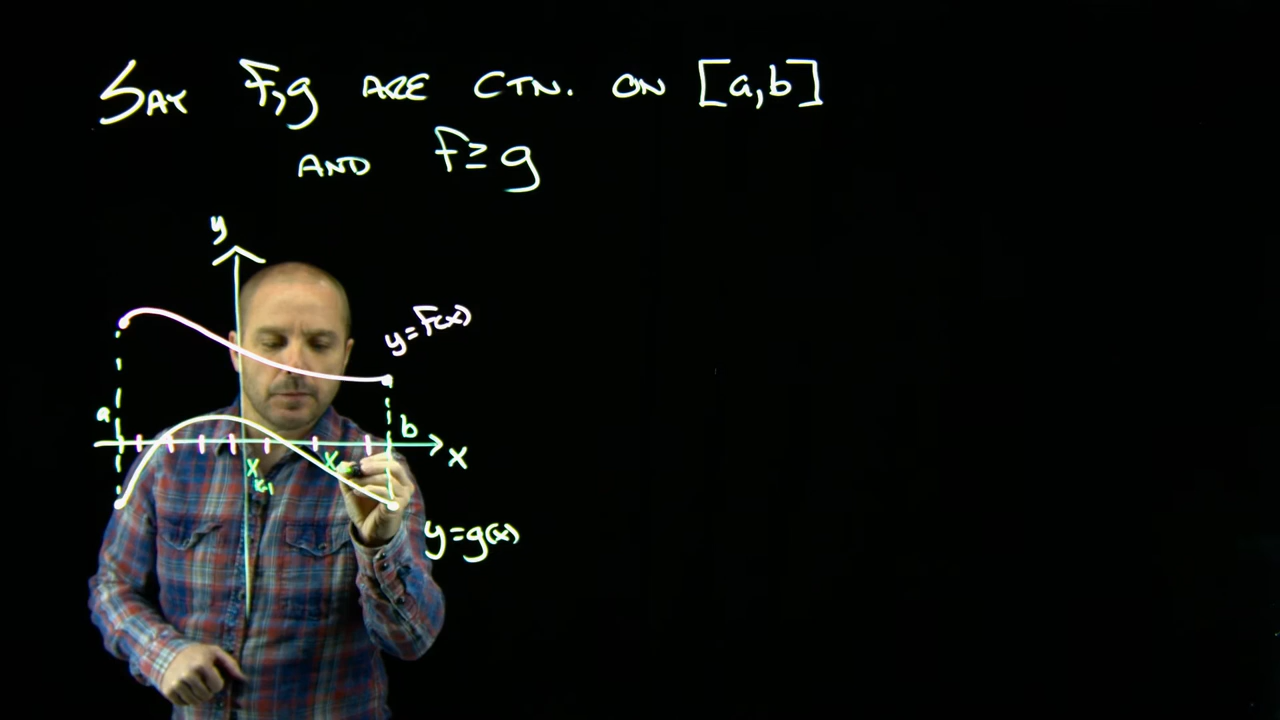 SAY f,g ARE CTN. ON [a,b]
AND f≥g
y
y=f(x)
a
b
x
x
y=g(x)